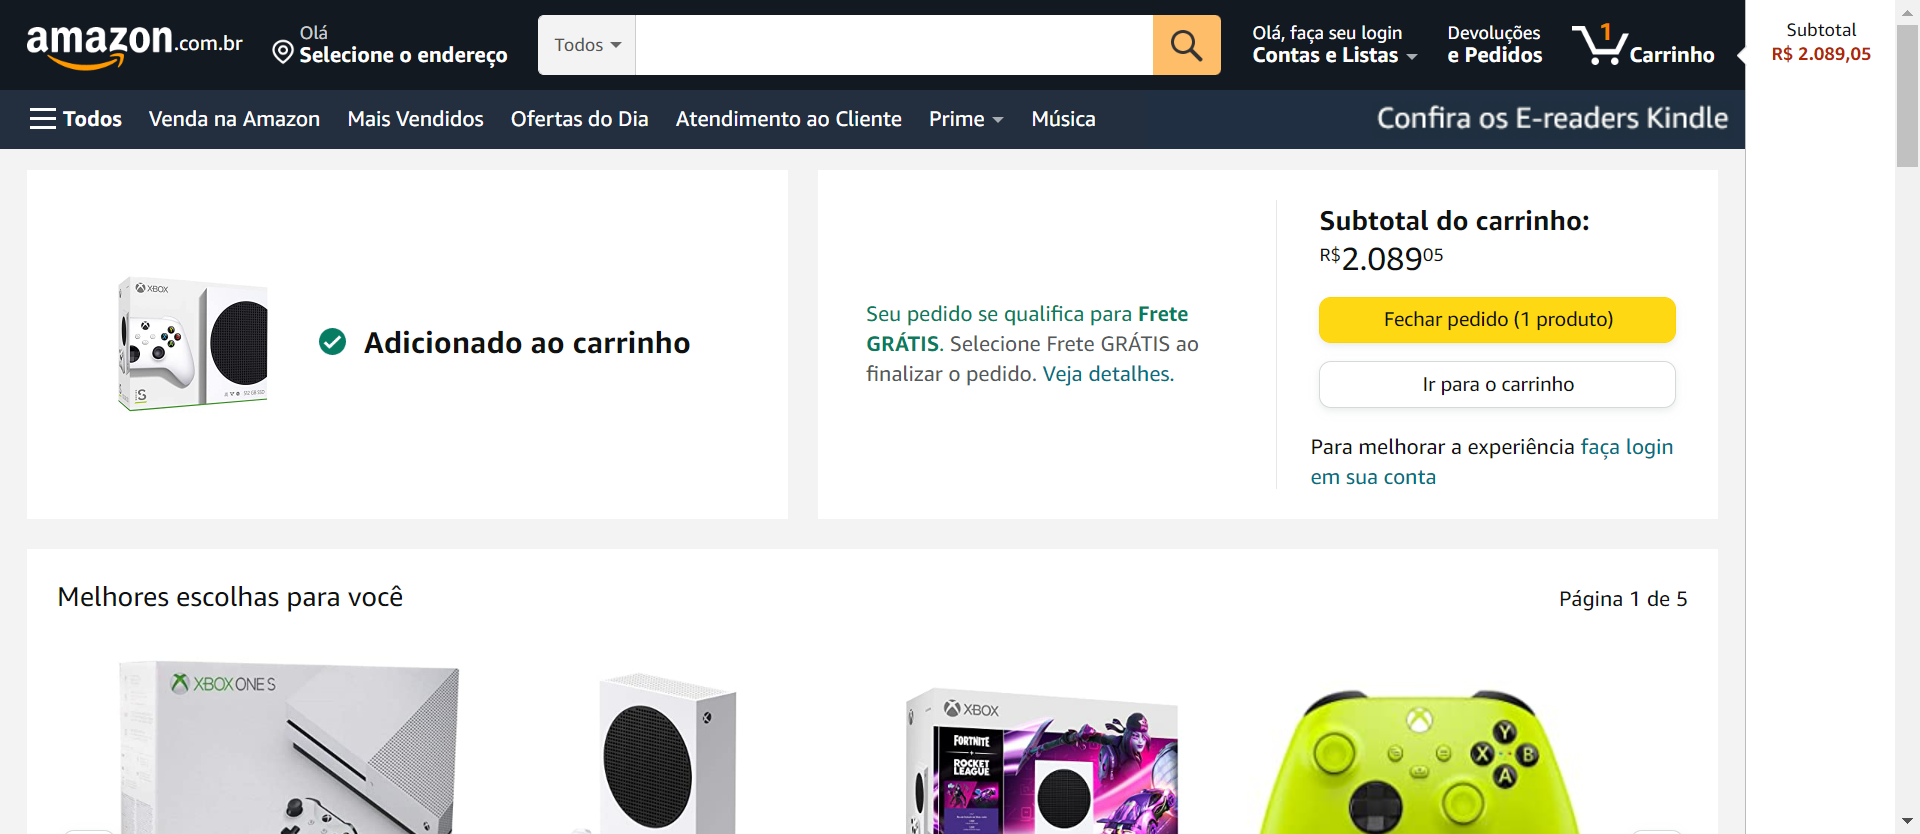 amazon.com.br
Olá
Selecione o endereço
Todos
Olá, faça seu login
Contas e Listas
Devoluções
e Pedidos
1
Carrinho
Subtotal
R$ 2.089,05
Todos
Venda na Amazon
Mais Vendidos
Ofertas do Dia
Atendimento ao Cliente
Prime
Música
Confira os E-readers Kindle
XBOX
S
Adicionado ao carrinho
Seu pedido se qualifica para Frete
GRÁTIS. Selecione Frete GRÁTIS ao
finalizar o pedido. Veja detalhes.
Subtotal do carrinho:
R$2.08905
Fechar pedido (1 produto)
Ir para o carrinho
Para melhorar a experiência faça login
em sua conta
Melhores escolhas para você
Página 1 de 5
XBOX ONE S
XBOX
FORTNITE
+
ROCKET
LEAGUE
Y
X
B
A